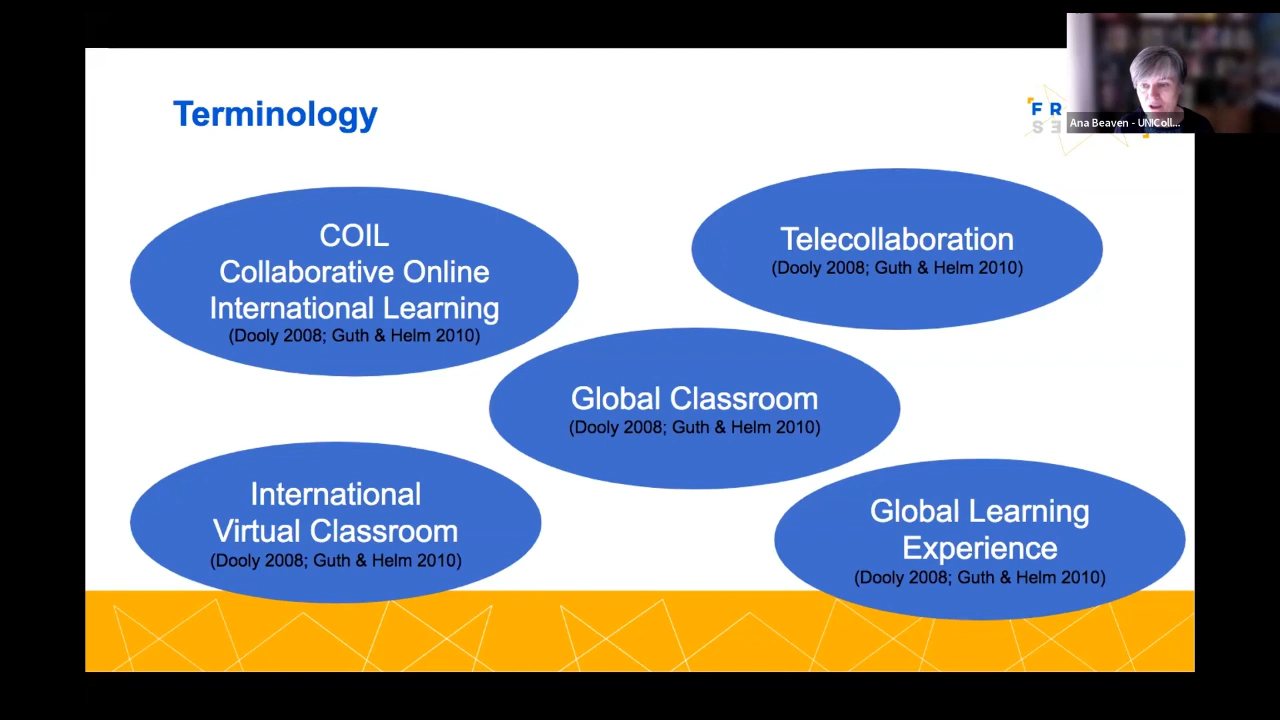 Terminology
F R
S E
Ana Beaven - UNIColl...
COIL
Collaborative Online
International Learning
(Dooly 2008; Guth & Helm 2010)
Telecollaboration
(Dooly 2008; Guth & Helm 2010)
Global Classroom
(Dooly 2008; Guth & Helm 2010)
International
Virtual Classroom
(Dooly 2008; Guth & Helm 2010)
Global Learning
Experience
(Dooly 2008; Guth & Helm 2010)